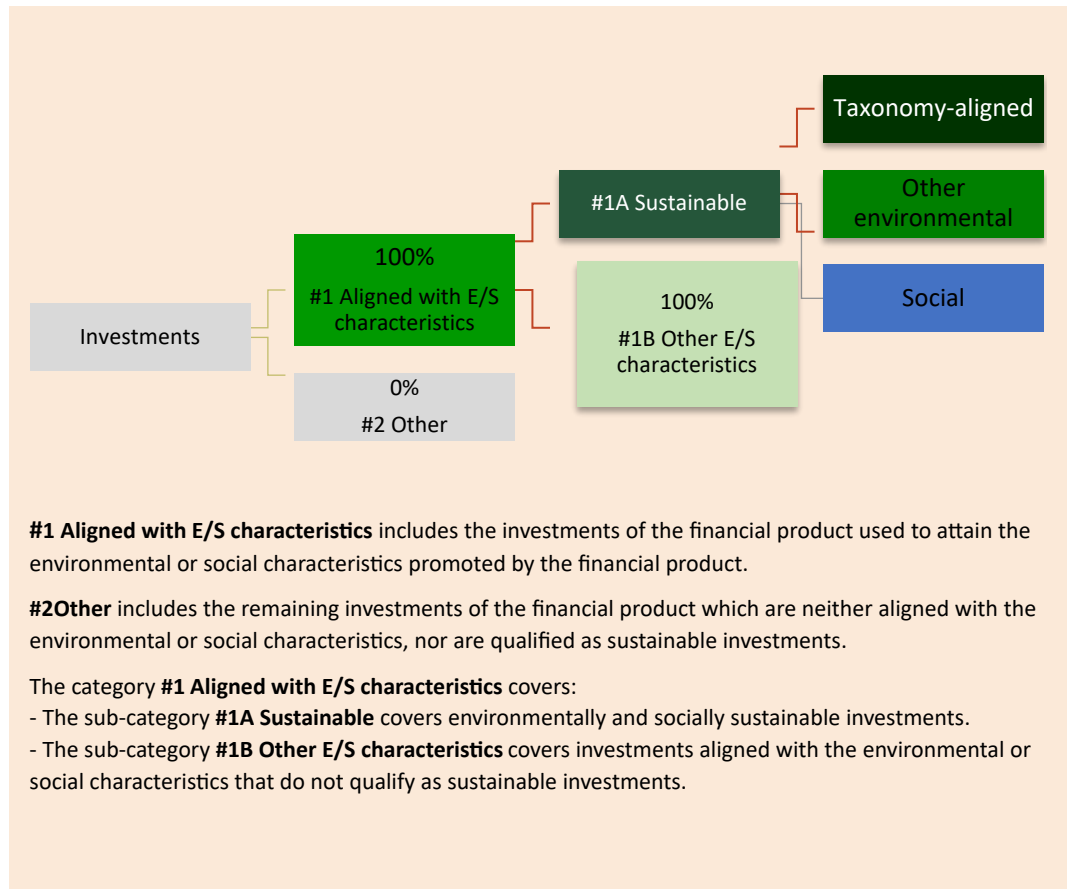 Taxonomy-aligned
#1A Sustainable
Other
environmental
100%
#1 Aligned with E/S
characteristics
100%
#1B Other E/S
characteristics
Social
Investments
0%
#2 Other
#1 Aligned with E/S characteristics includes the investments of the financial product used to attain the
environmental or social characteristics promoted by the financial product.
#2Other includes the remaining investments of the financial product which are neither aligned with the
environmental or social characteristics, nor are qualified as sustainable investments.
The category #1 Aligned with E/S characteristics covers:
- The sub-category #1A Sustainable covers environmentally and socially sustainable investments.
- The sub-category #1B Other E/S characteristics covers investments aligned with the environmental or
social characteristics that do not qualify as sustainable investments.